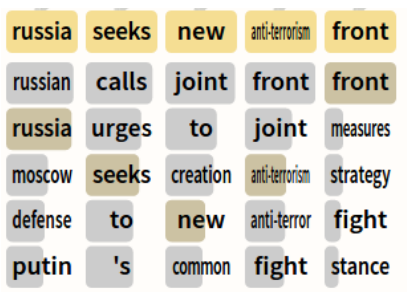 russia seeks new anti-terrorism front
russian calls joint front front
russia urges to joint measures
moscow seeks creation anti-terrorism strategy
defense to new anti-terror fight
putin 's common fight stance